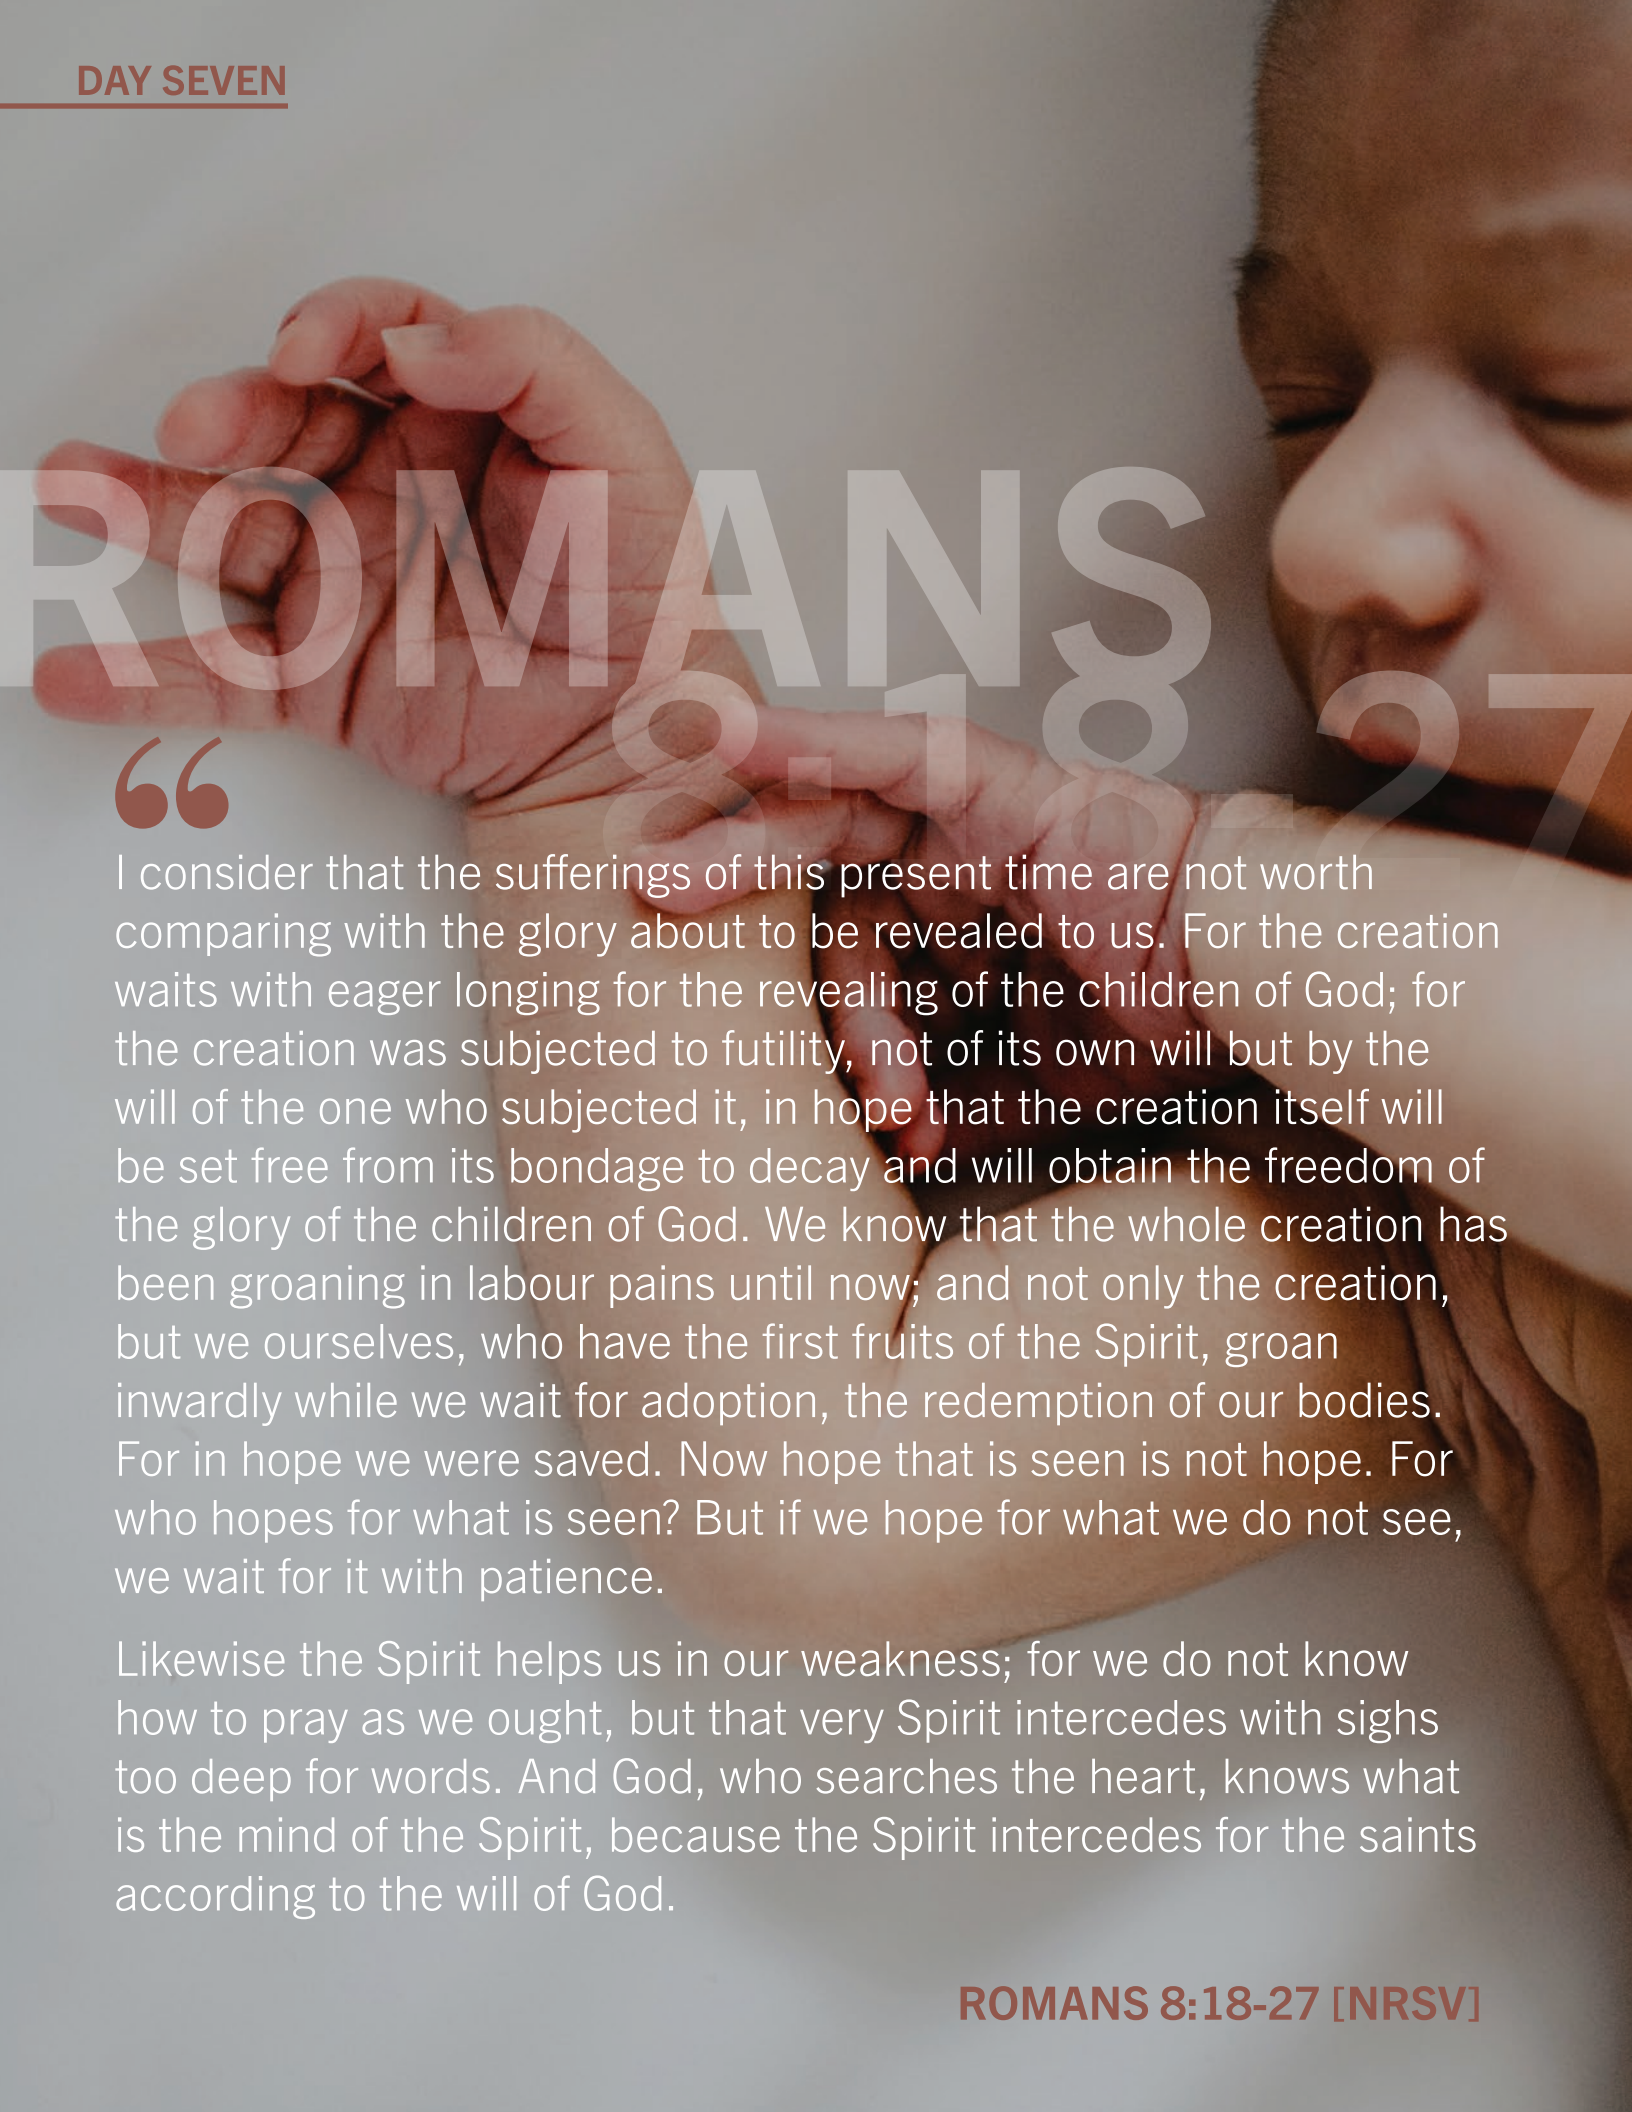 DAY SEVEN
ROMANS
8:18-27
“
I consider that the sufferings of this present time are not worth
comparing with the glory about to be revealed to us. For the creation
waits with eager longing for the revealing of the children of God; for
the creation was subjected to futility, not of its own will but by the
will of the one who subjected it, in hope that the creation itself will
be set free from its bondage to decay and will obtain the freedom of
the glory of the children of God. We know that the whole creation has
been groaning in labour pains until now; and not only the creation,
but we ourselves, who have the first fruits of the Spirit, groan
inwardly while we wait for adoption, the redemption of our bodies.
For in hope we were saved. Now hope that is seen is not hope. For
who hopes for what is seen? But if we hope for what we do not see,
we wait for it with patience.
Likewise the Spirit helps us in our weakness; for we do not know
how to pray as we ought, but that very Spirit intercedes with sighs
too deep for words. And God, who searches the heart, knows what
is the mind of the Spirit, because the Spirit intercedes for the saints
according to the will of God.
ROMANS 8:18-27 [NRSV]